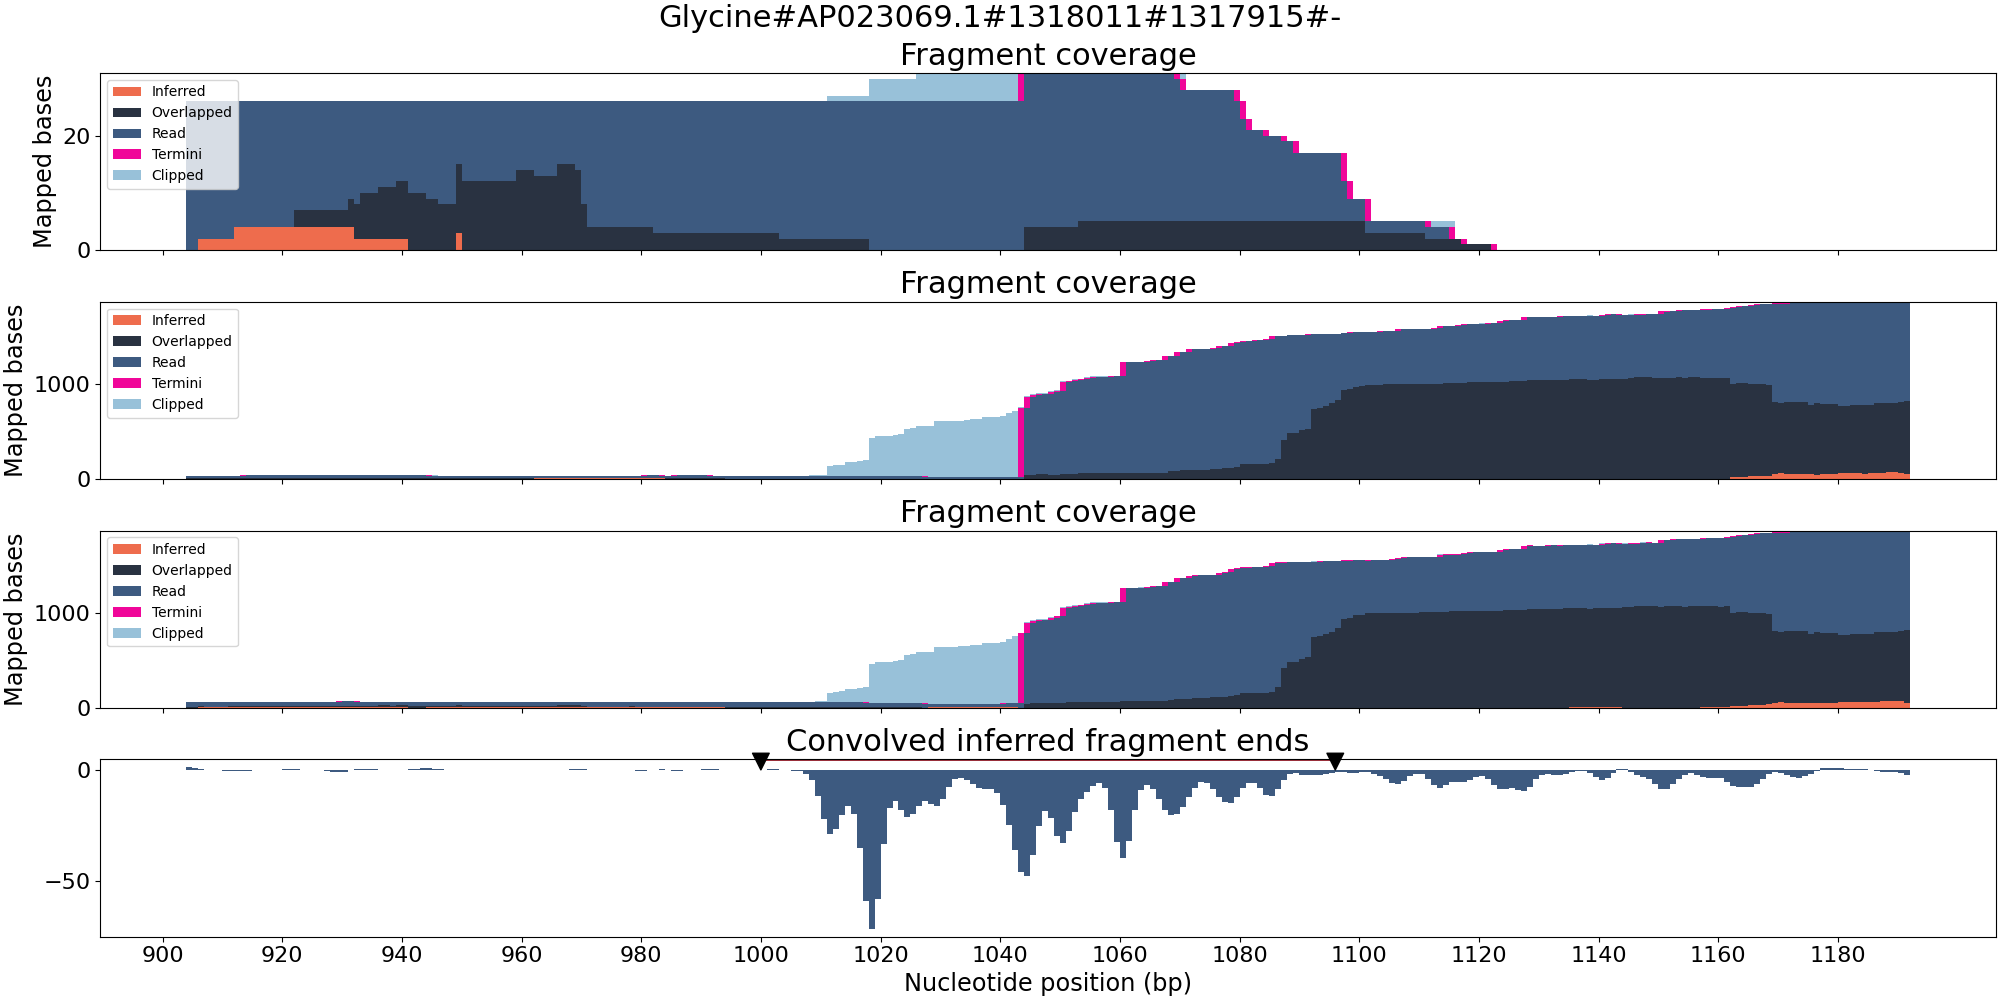 Glycine#AP023069.1#1318011#1317915#-
Fragment coverage
Mapped bases
20
0
Inferred
Overlapped
Read
Termini
Clipped
Fragment coverage
Mapped bases
1000
0
Inferred
Overlapped
Read
Termini
Clipped
Fragment coverage
Mapped bases
1000
0
Inferred
Overlapped
Read
Termini
Clipped
Convolved inferred fragment ends
0
−50
900 920 940 960 980 1000 1020 1040 1060 1080 1100 1120 1140 1160 1180
Nucleotide position (bp)